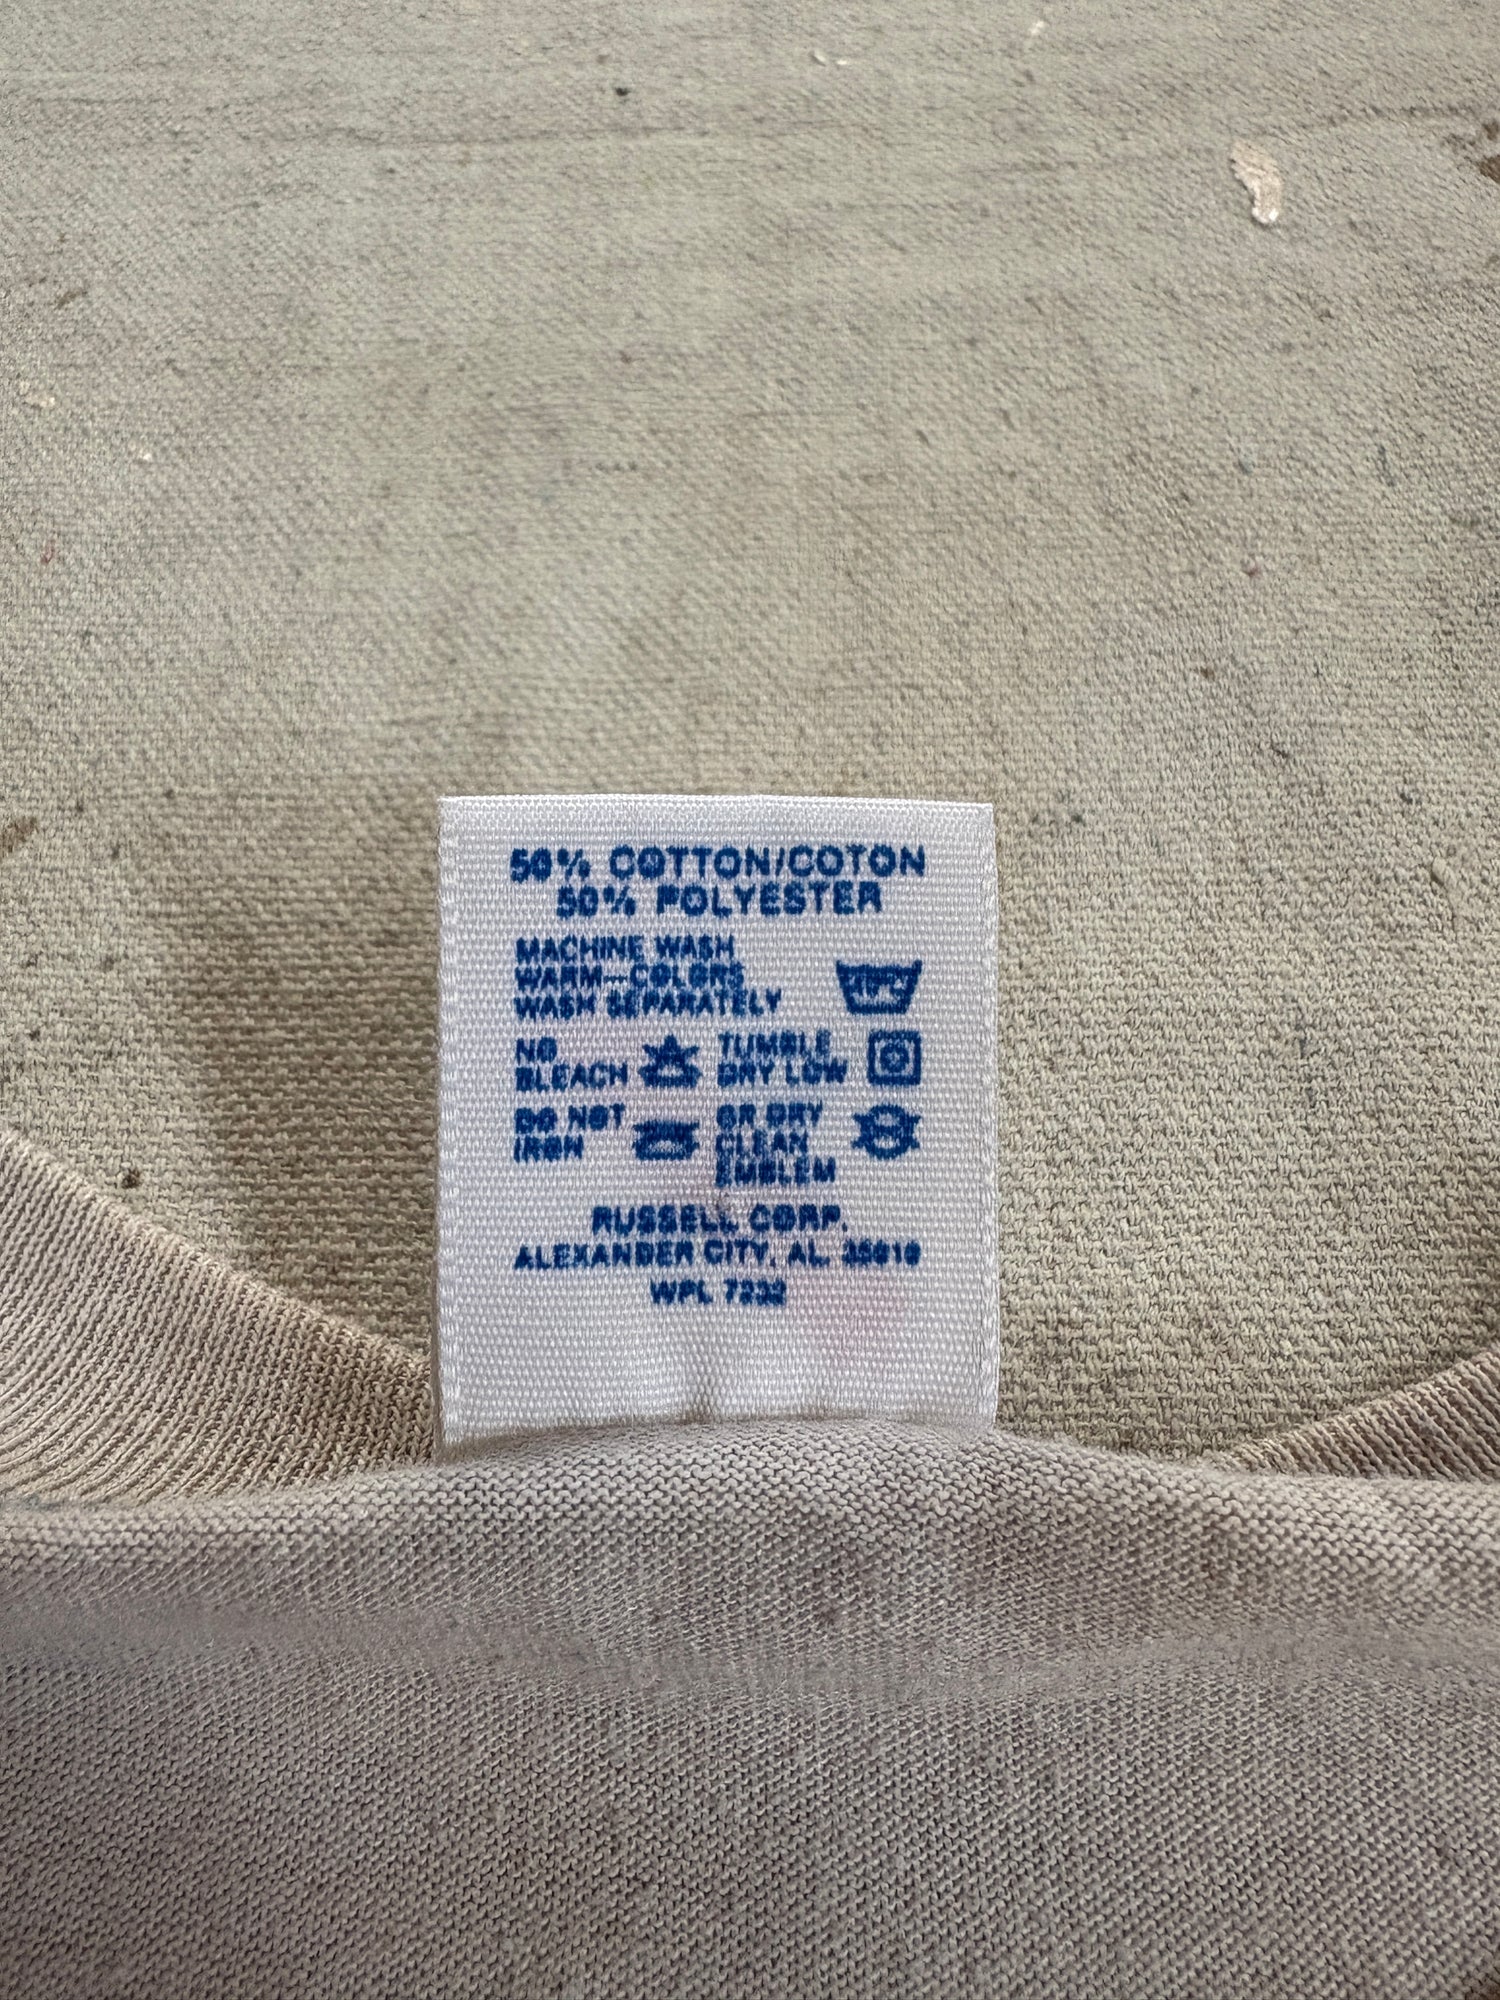 50% COTTON/COTON
50% POLYESTER
MACHINE WASH
WARM—COLORS
WASH SEPARATELY
NO
BLEACH
TUMBLE
DRY LOW
DO NOT
IRON
OR DRY
CLEAN
EMBLEM
RUSSELL CORP.
ALEXANDER CITY, AL 35010
WPL 7232